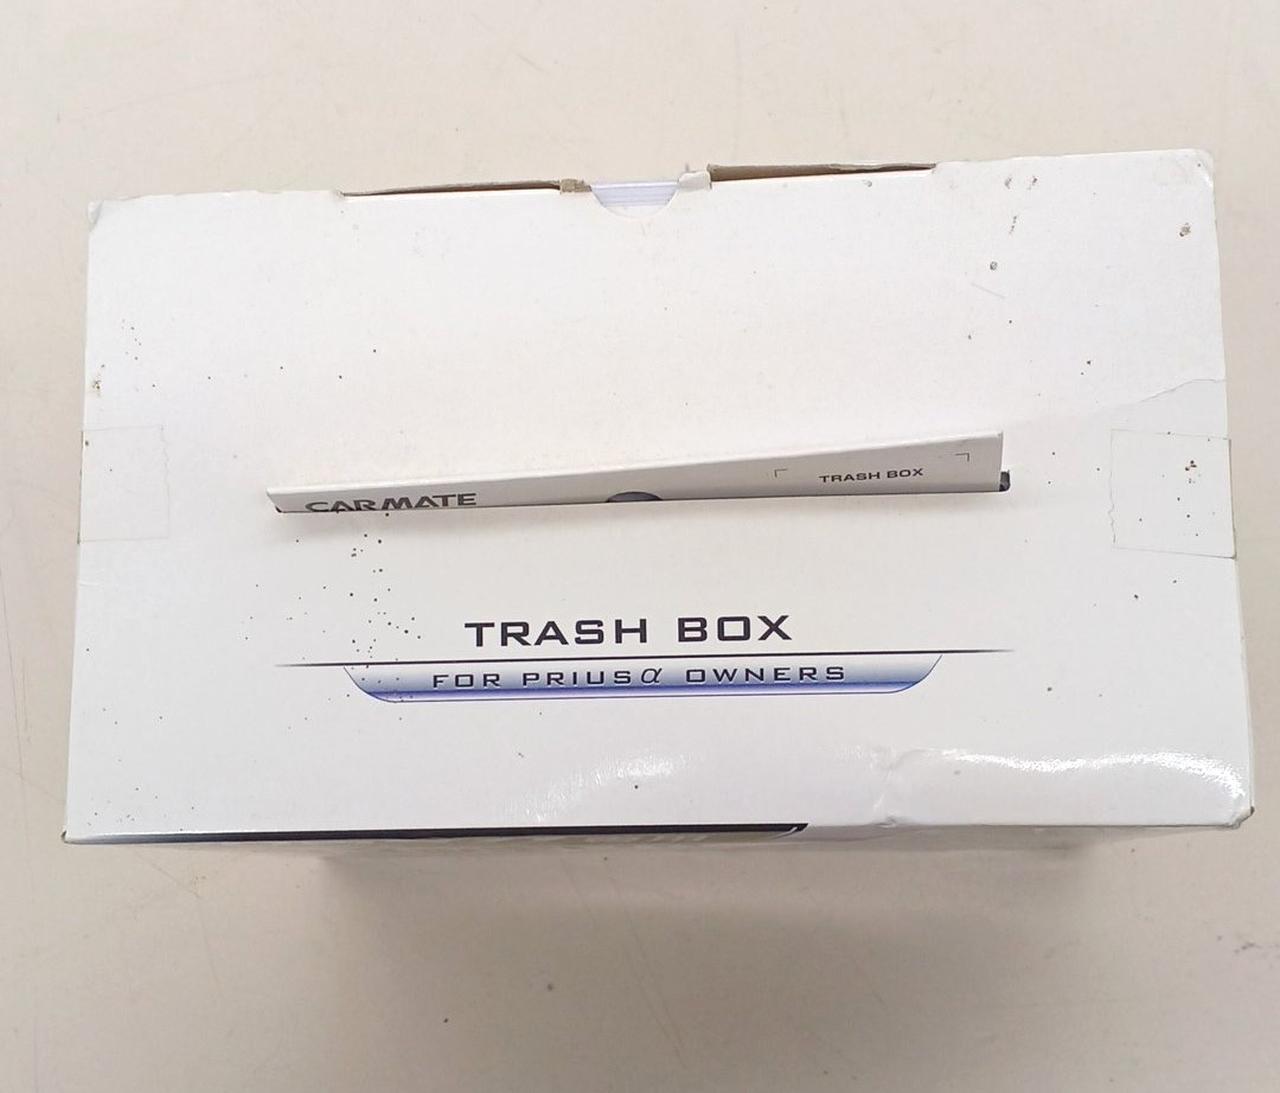 CARMATE
TRASH BOX
TRASH BOX
FOR PRIUSα OWNERS